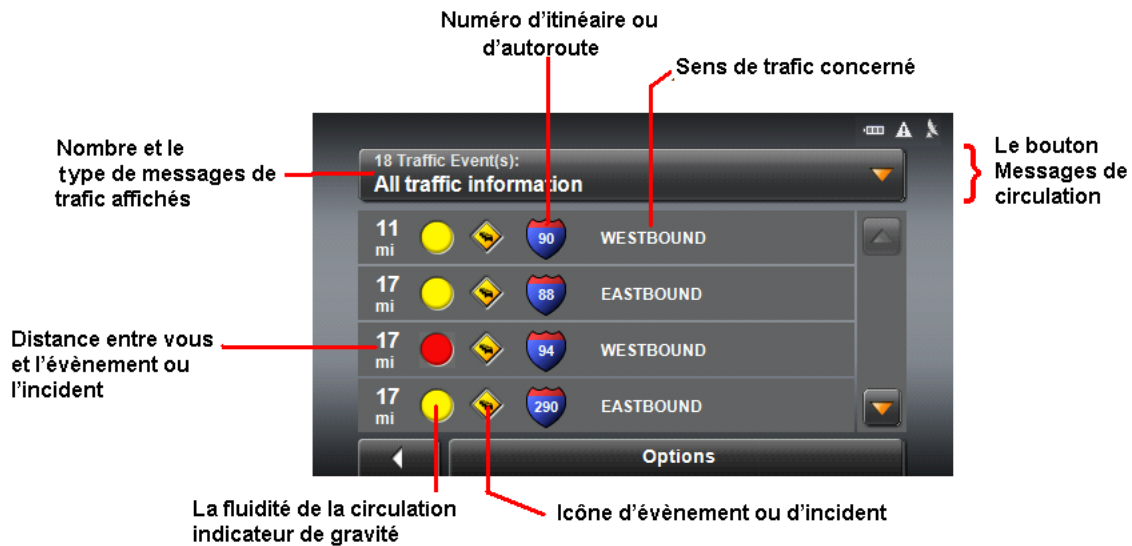 Numéro d'itinéaire ou
d'autoroute
Sens de trafic concerné
Nombre et le
type de messages de
trafic affichés
18 Traffic Event(s):
All traffic information
Le bouton
Messages de
circulation
11
mi
90
WESTBOUND
17
mi
88
EASTBOUND
Distance entre vous
et l'évènement ou
l'incident
17
mi
94
WESTBOUND
17
mi
290
EASTBOUND
Options
La fluidité de la circulation
indicateur de gravité
Icône d'évènement ou d'incident